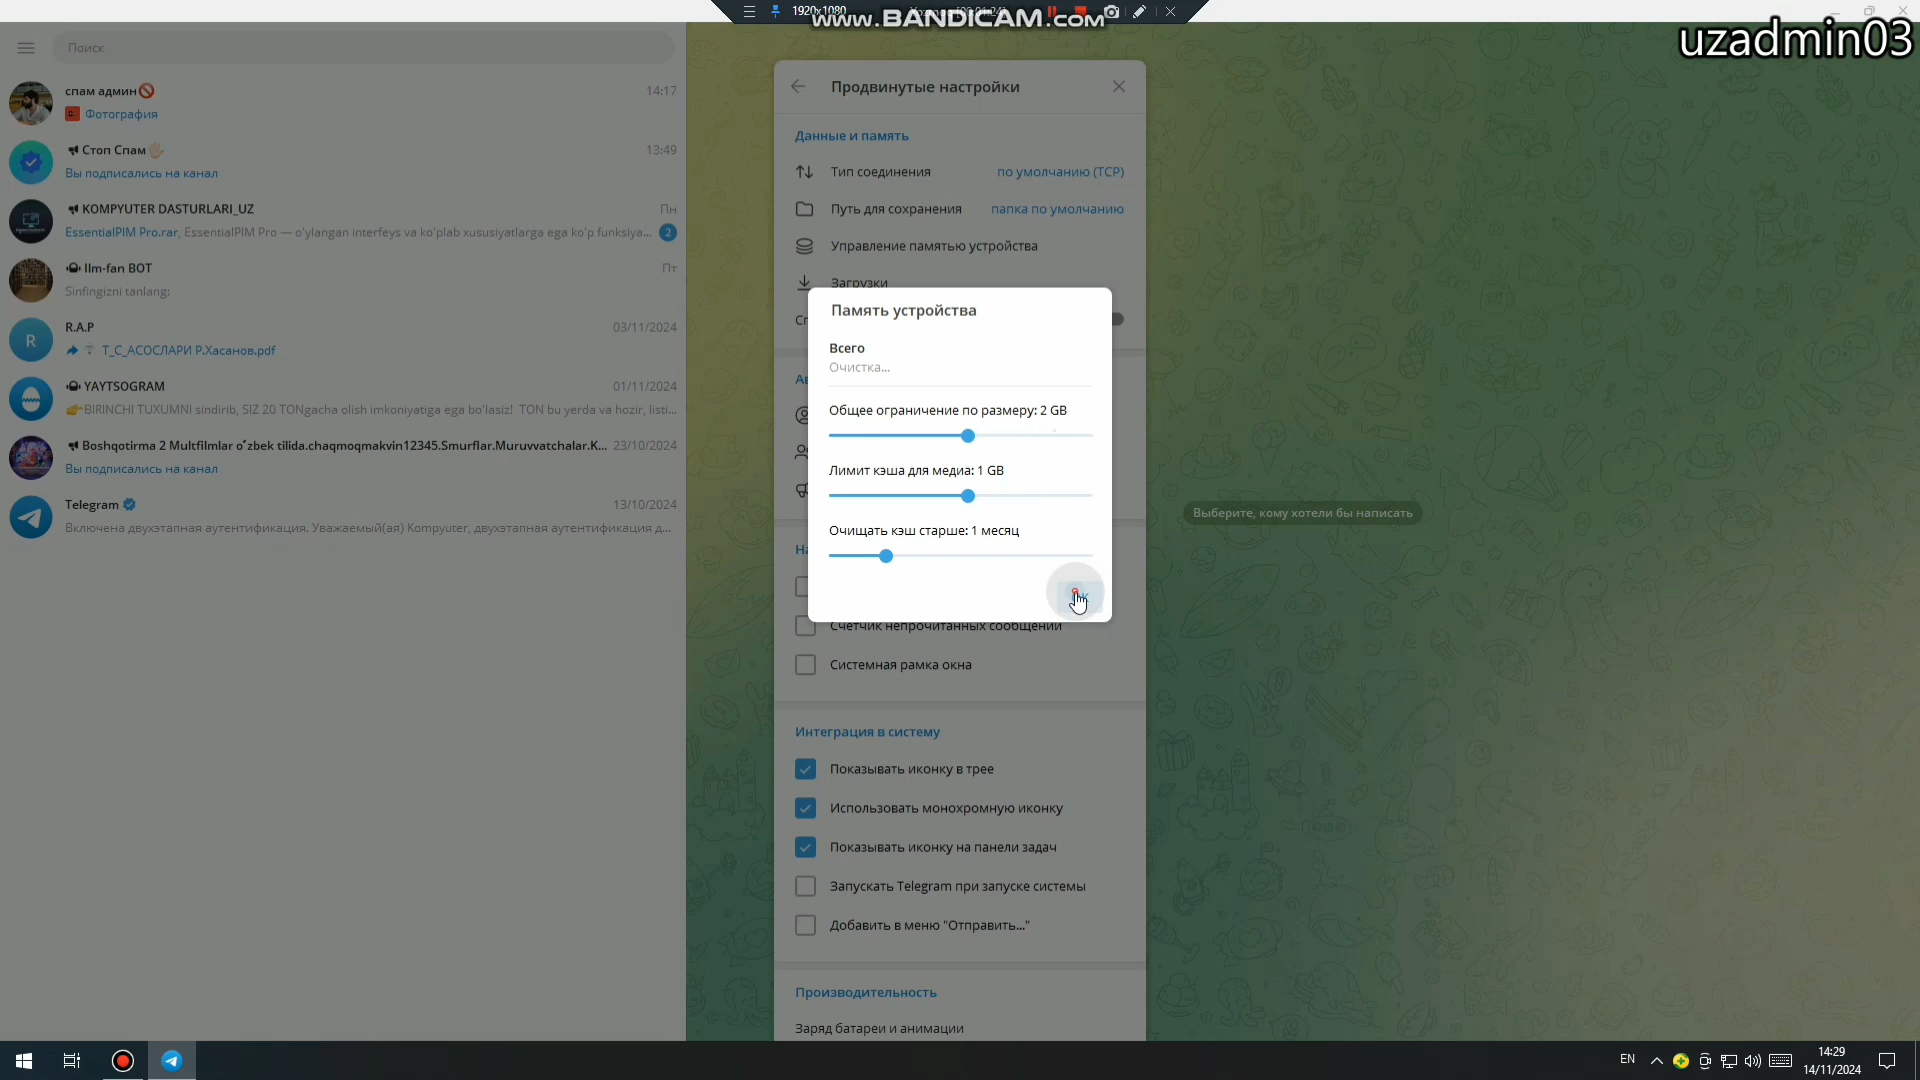 1920x1080
www.BANDICAM.com
uzadmin03
Поиск
спам админ🚫
14:17
Фотография
Стоп Спам🖐🏻
13:49
Вы подписались на канал
KOMPYUTER DASTURLARI_UZ
Пн
EssentialPIM Pro.rar, EssentialPIM Pro — o'ylangan interfeys va ko'plab xususiyatlarga ega ko'p funksiya...
2
Ilm-fan BOT
Пт
Sinfingizni tanlang:
R
R.A.P
03/11/2024
Т_С_АСОСЛАРИ Р.Хасанов.pdf
YAYTSOGRAM
01/11/2024
👉BIRINCHI TUXUMNI sindirib, SIZ 20 TONgacha olish imkoniyatiga ega bo'lasiz! TON bu yerda va hozir, listi...
Boshqotirma 2 Multfilmlar oʻzbek tilida.chaqmoqmakvin12345.Smurflar.Muruvvatchalar.K...
23/10/2024
Вы подписались на канал
Telegram
13/10/2024
Включена двухэтапная аутентификация. Уважаемый(ая) Kompyuter, двухэтапная аутентификация д...
Продвинутые настройки
Данные и память
Тип соединения
по умолчанию (TCP)
Путь для сохранения
папка по умолчанию
Управление памятью устройства
Загрузки
Память устройства
Всего
Очистка...
Общее ограничение по размеру: 2 GB
Лимит кэша для медиа: 1 GB
Очищать кэш старше: 1 месяц
Счетчик непрочитанных сообщений
Системная рамка окна
Интеграция в систему
Показывать иконку в трее
Использовать монохромную иконку
Показывать иконку на панели задач
Запускать Telegram при запуске системы
Добавить в меню "Отправить..."
Производительность
Заряд батареи и анимации
Выберите, кому хотели бы написать
EN
14:29
14/11/2024